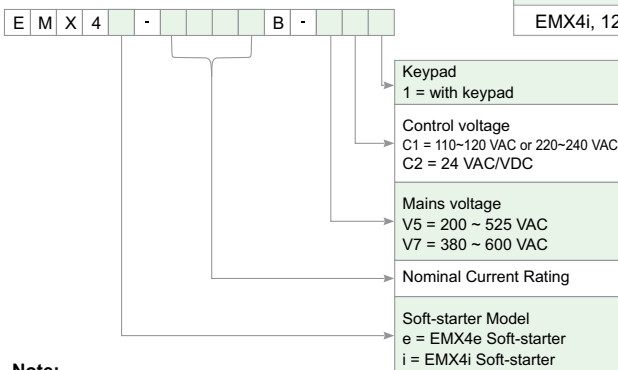 EMX4 - B -
EMX4i, 12
Keypad
1 = with keypad
Control voltage
C1 = 110~120 VAC or 220~240 VAC
C2 = 24 VAC/VDC
Mains voltage
V5 = 200 ~ 525 VAC
V7 = 380 ~ 600 VAC
Nominal Current Rating
Soft-starter Model
e = EMX4e Soft-starter
i = EMX4i Soft-starter
Note: